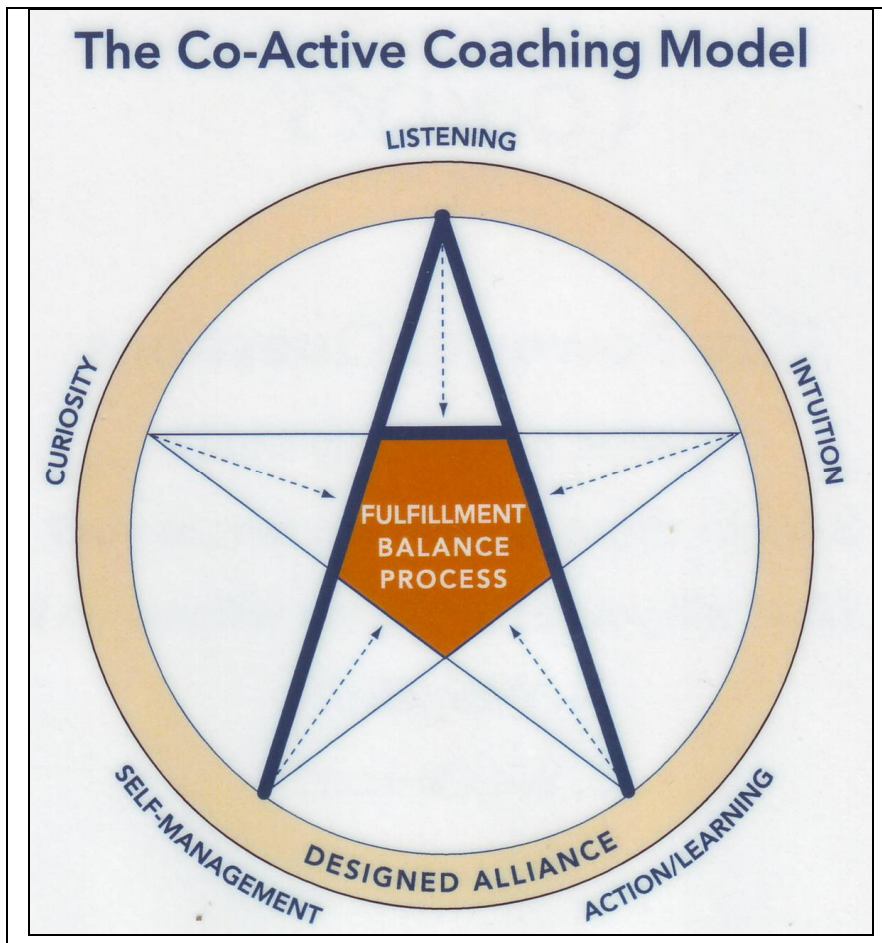 The Co-Active Coaching Model
LISTENING
CURIOSITY
INTUITION
FULFILLMENT
BALANCE
PROCESS
SELF-MANAGEMENT
DESIGNED ALLIANCE
ACTION/LEARNING